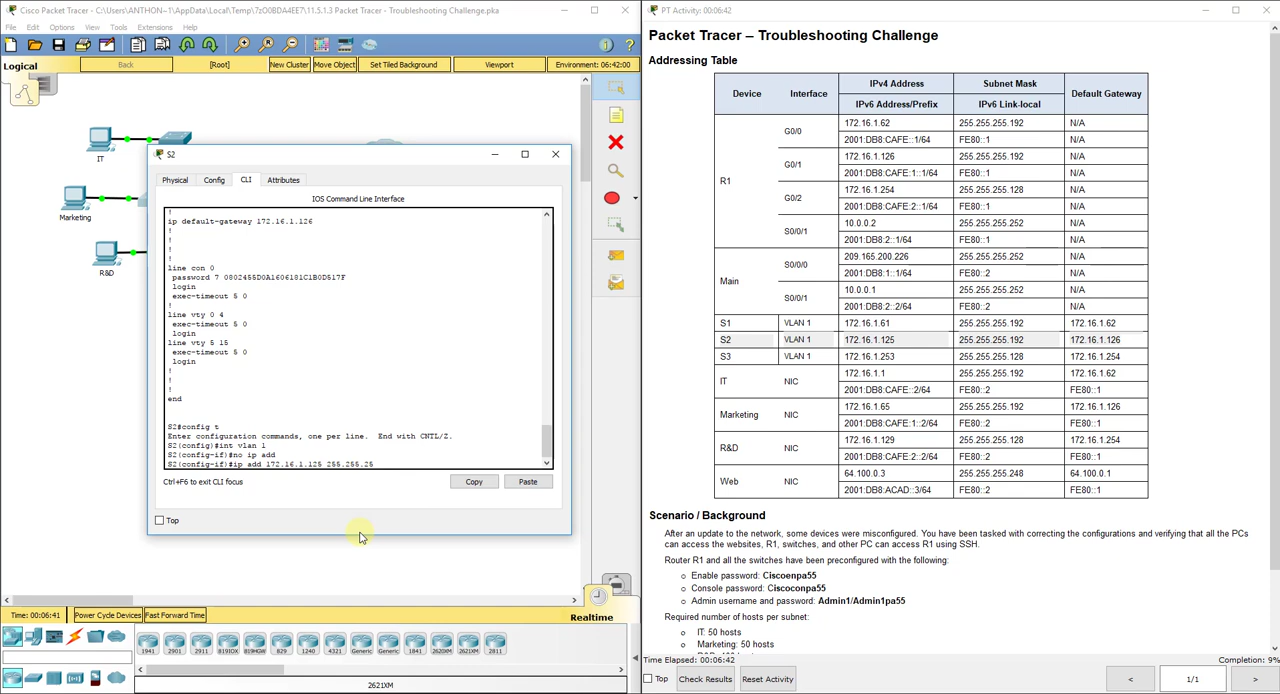 Cisco Packet Tracer - C:\Users\ANTHON~1\AppData\Local\Temp\7zO0BDA4EE7\11.5.1.3 Packet Tracer - Troubleshooting Challenge.pka
File Edit Options View Tools Extensions Help
Logical Back [Root] New Cluster Move Object Set Tiled Background Viewport Environment: 06:42:00
IT
Marketing
R&D
S2
Physical Config CLI Attributes
IOS Command Line Interface
!
ip default-gateway 172.16.1.126
!
!
!
!
line con 0
password 7 0802455D0A1606181C1B0D517F
login
exec-timeout 5 0
!
line vty 0 4
exec-timeout 5 0
login
line vty 5 15
exec-timeout 5 0
login
!
!
!
end
S2#config t
Enter configuration commands, one per line. End with CNTL/Z.
S2(config)#int vlan 1
S2(config-if)#no ip add
S2(config-if)#ip add 172.16.1.125 255.255.25
Ctrl+F6 to exit CLI focus
Copy Paste
Top
Time: 00:06:41 Power Cycle Devices Fast Forward Time
Realtime
1941 2901 2911 819IOX 819HGW 829 1240 4321 Generic Generic 1841 2620XM 2621XM 2811
2621XM
PT Activity: 00:06:42
Packet Tracer – Troubleshooting Challenge
Addressing Table
Device Interface IPv4 Address Subnet Mask Default Gateway
IPv6 Address/Prefix IPv6 Link-local
R1 G0/0 172.16.1.62 255.255.255.192 N/A
2001:DB8:CAFE::1/64 FE80::1 N/A
G0/1 172.16.1.126 255.255.255.192 N/A
2001:DB8:CAFE:1::1/64 FE80::1 N/A
G0/2 172.16.1.254 255.255.255.128 N/A
2001:DB8:CAFE:2::1/64 FE80::1 N/A
S0/0/1 10.0.0.2 255.255.255.252 N/A
2001:DB8:2::1/64 FE80::1 N/A
Main S0/0/0 209.165.200.226 255.255.255.252 N/A
2001:DB8:1::1/64 FE80::2 N/A
S0/0/1 10.0.0.1 255.255.255.252 N/A
2001:DB8:2::2/64 FE80::2 N/A
S1 VLAN 1 172.16.1.61 255.255.255.192 172.16.1.62
S2 VLAN 1 172.16.1.125 255.255.255.192 172.16.1.126
S3 VLAN 1 172.16.1.253 255.255.255.128 172.16.1.254
IT NIC 172.16.1.1 255.255.255.192 172.16.1.62
2001:DB8:CAFE::2/64 FE80::2 FE80::1
Marketing NIC 172.16.1.65 255.255.255.192 172.16.1.126
2001:DB8:CAFE:1::2/64 FE80::2 FE80::1
R&D NIC 172.16.1.129 255.255.255.128 172.16.1.254
2001:DB8:CAFE:2::2/64 FE80::2 FE80::1
Web NIC 64.100.0.3 255.255.255.248 64.100.0.1
2001:DB8:ACAD::3/64 FE80::2 FE80::1
Scenario / Background
After an update to the network, some devices were misconfigured. You have been tasked with correcting the configurations and verifying that all the PCs
can access the websites, R1, switches, and other PC can access R1 using SSH.
Router R1 and all the switches have been preconfigured with the following:
o Enable password: Ciscoenpa55
o Console password: Ciscoconpa55
o Admin username and password: Admin1/Admin1pa55
Required number of hosts per subnet:
o IT: 50 hosts
o Marketing: 50 hosts
Time Elapsed: 00:06:42 Completion: 9%
Top Check Results Reset Activity < 1/1 >